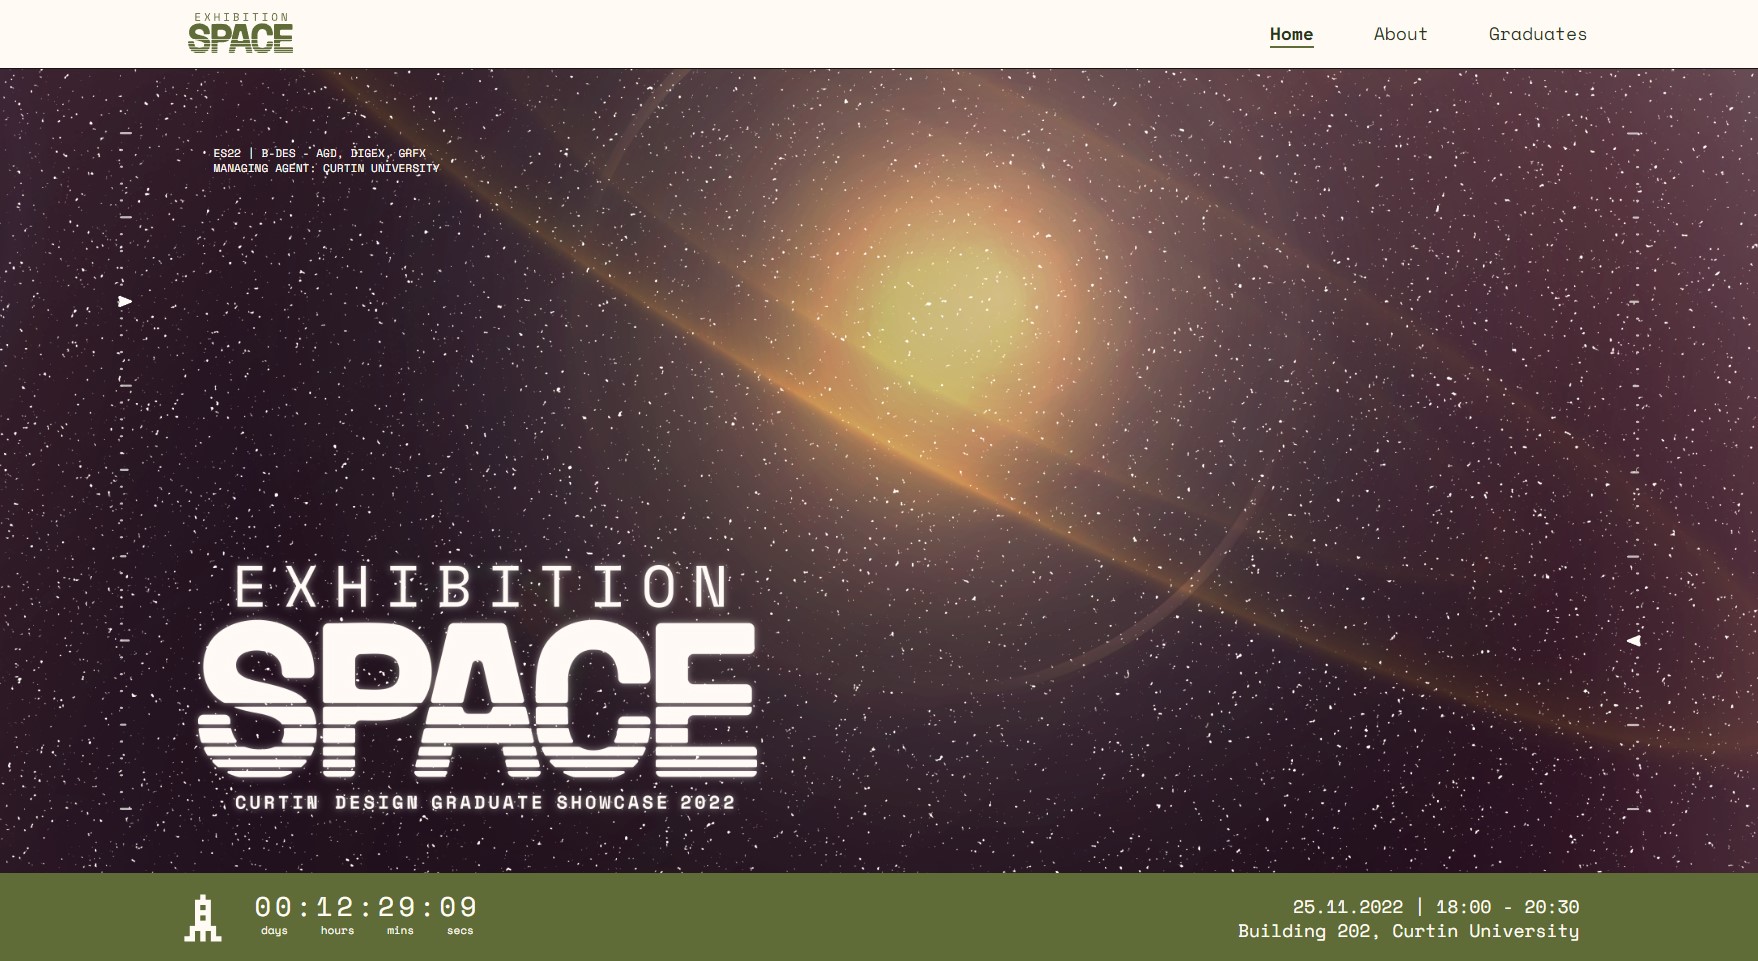 EXHIBITION
SPACE
Home About Graduates
ES22 | B-DES - AGD, DIGEX, GRFX
MANAGING AGENT: CURTIN UNIVERSITY
EXHIBITION
SPACE
CURTIN DESIGN GRADUATE SHOWCASE 2022
00:12:29:09
days hours mins secs
25.11.2022 | 18:00 - 20:30
Building 202, Curtin University